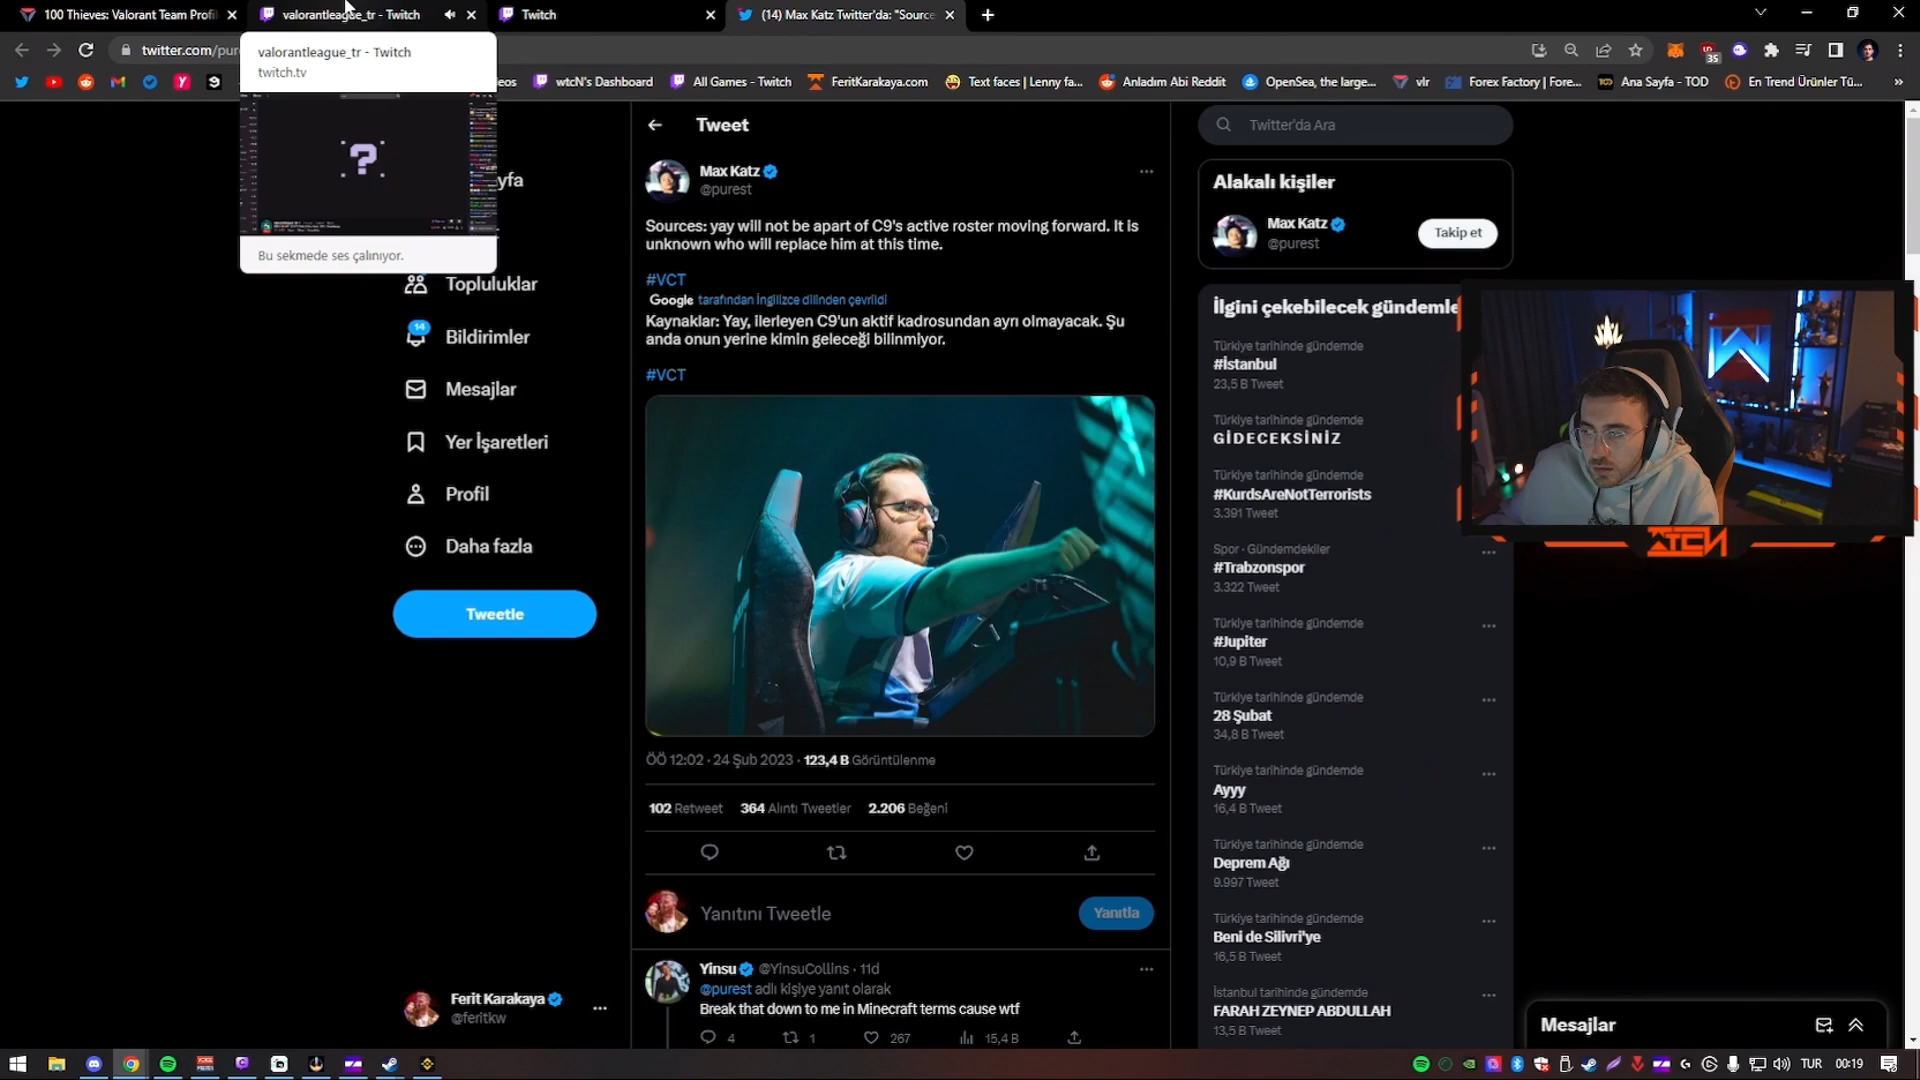 100 Thieves: Valorant Team Profil
valorantleague_tr - Twitch
Twitch
(14) Max Katz Twitter'da: "Source
twitter.com/pure
valorantleague_tr - Twitch
twitch.tv
Bu sekmede ses çalınıyor.
wtcN's Dashboard
All Games - Twitch
FeritKarakaya.com
Text faces | Lenny fa...
Anladım Abi Reddit
OpenSea, the large...
vlr
Forex Factory | Fore...
Ana Sayfa - TOD
En Trend Ürünler Tü...
35
Topluluklar
14
Bildirimler
Mesajlar
Yer İşaretleri
Profil
Daha fazla
Tweetle
Ferit Karakaya
@feritkw
Tweet
Max Katz
@purest
Sources: yay will not be apart of C9's active roster moving forward. It is
unknown who will replace him at this time.
#VCT
Google tarafından İngilizce dilinden çevrildi
Kaynaklar: Yay, ilerleyen C9'un aktif kadrosundan ayrı olmayacak. Şu
anda onun yerine kimin geleceği bilinmiyor.
#VCT
ÖÖ 12:02 · 24 Şub 2023 · 123,4 B Görüntülenme
102 Retweet 364 Alıntı Tweetler 2.206 Beğeni
Yanıtını Tweetle
Yanıtla
Yinsu @YinsuCollins · 11d
@purest adlı kişiye yanıt olarak
Break that down to me in Minecraft terms cause wtf
4 1 267 15,4 B
Twitter'da Ara
Alakalı kişiler
Max Katz
@purest
Takip et
İlgini çekebilecek gündemle
Türkiye tarihinde gündemde
#İstanbul
23,5 B Tweet
Türkiye tarihinde gündemde
GİDECEKSİNİZ
Türkiye tarihinde gündemde
#KurdsAreNotTerrorists
3.391 Tweet
Spor · Gündemdekiler
#Trabzonspor
3.322 Tweet
Türkiye tarihinde gündemde
#Jupiter
10,9 B Tweet
Türkiye tarihinde gündemde
28 Şubat
34,8 B Tweet
Türkiye tarihinde gündemde
Ayyy
16,4 B Tweet
Türkiye tarihinde gündemde
Deprem Ağı
9.997 Tweet
Türkiye tarihinde gündemde
Beni de Silivri'ye
16,5 B Tweet
İstanbul tarihinde gündemde
FARAH ZEYNEP ABDULLAH
13,5 B Tweet
WTCN
Mesajlar
TUR
00:19